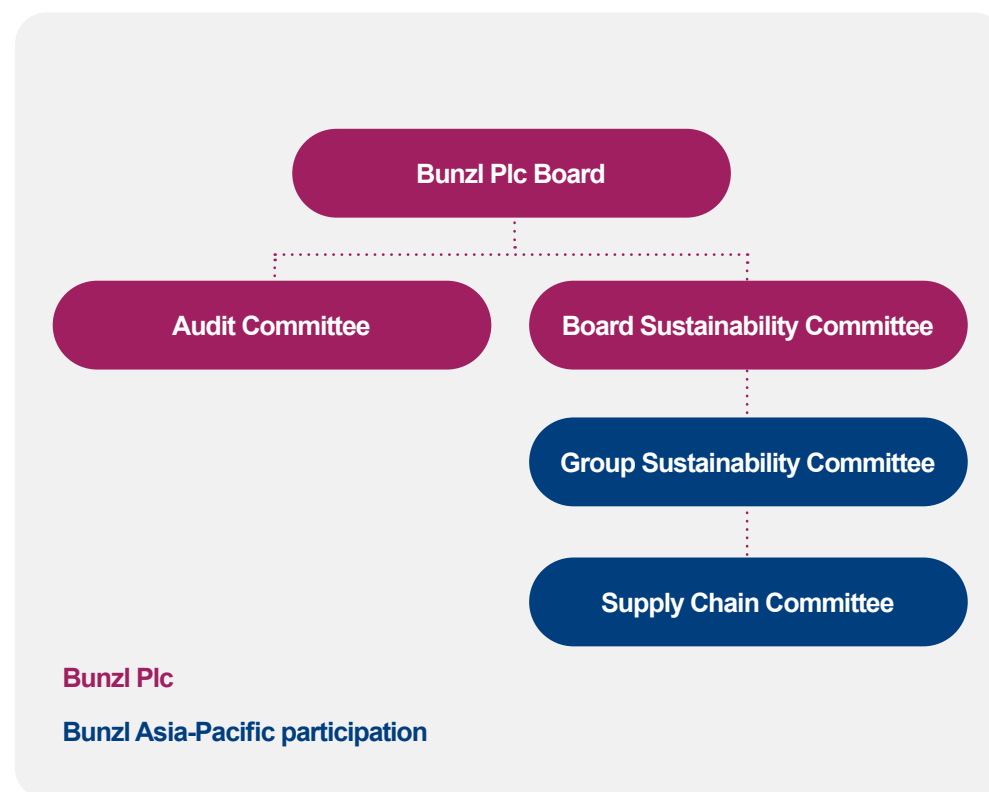 Bunzl Plc Board
Audit Committee
Board Sustainability Committee
Group Sustainability Committee
Supply Chain Committee
Bunzl Plc
Bunzl Asia-Pacific participation